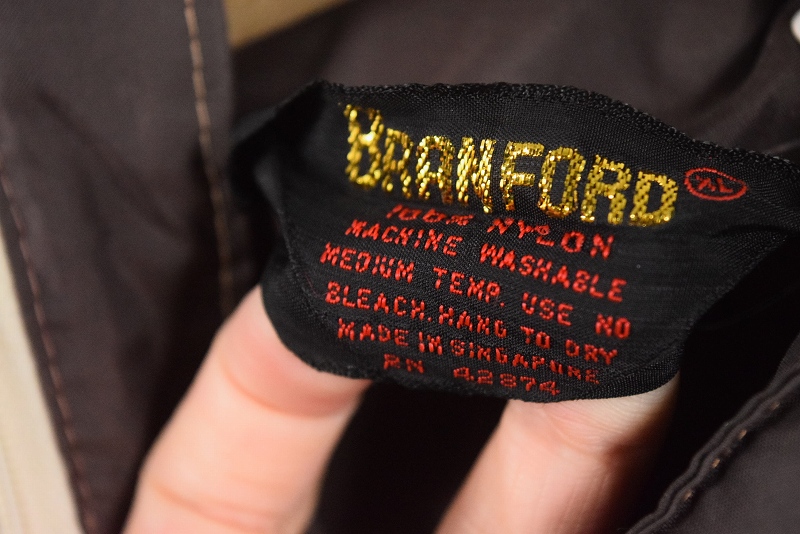 BRANFORD XL
100% NYLON
MACHINE WASHABLE
MEDIUM TEMP. USE NO
BLEACH. HANG TO DRY
MADE IN SINGAPORE
RN 42874